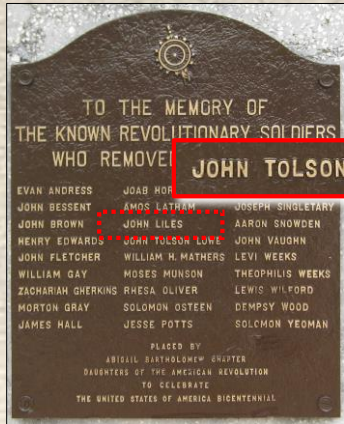 TO THE MEMORY OF
THE KNOWN REVOLUTIONARY SOLDIERS
WHO REMOVE
JOHN TOLSON
EVAN ANDRESS JOAB
JOHN BESSENT AMOS LATHAM JOSEPH SINGLETARY
JOHN BROWN JOHN LILES AARON SNOWDEN
HENRY EDWARDS JOHN TOLSON LOWE JOHN VAUGHN
JOHN FLETCHER WILLIAM H. MATHERS LEVI WEEKS
WILLIAM GAY MOSES MUNSON THEOPHILIS WEEKS
ZACHARIAH GHERKINS RHESA OLIVER LEWIS WILFORD
MORTON GRAY SOLOMON OSTEEN DEMPSY WOOD
JAMES HALL JESSE POTTS SOLOMON YEOMAN
PLACED BY
ABIGAIL BARTHOLOMEW CHAPTER
DAUGHTERS OF THE AMERICAN REVOLUTION
TO CELEBRATE
THE UNITED STATES OF AMERICA BICENTENNIAL